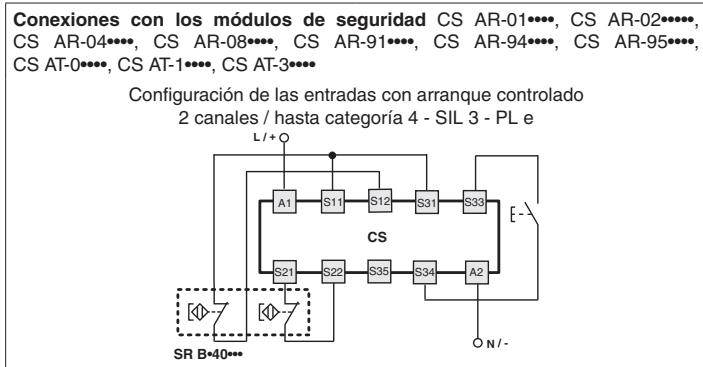 Conexiones con los módulos de seguridad CS AR-01••••, CS AR-02•••••,
CS AR-04••••, CS AR-08••••, CS AR-91••••, CS AR-94••••, CS AR-95••••,
CS AT-0••••, CS AT-1••••, CS AT-3••••
Configuración de las entradas con arranque controlado
2 canales / hasta categoría 4 - SIL 3 - PL e
L / +
A1 S11 S12 S31 S33
CS
S21 S22 S35 S34 A2
SR B•40•••
N / -